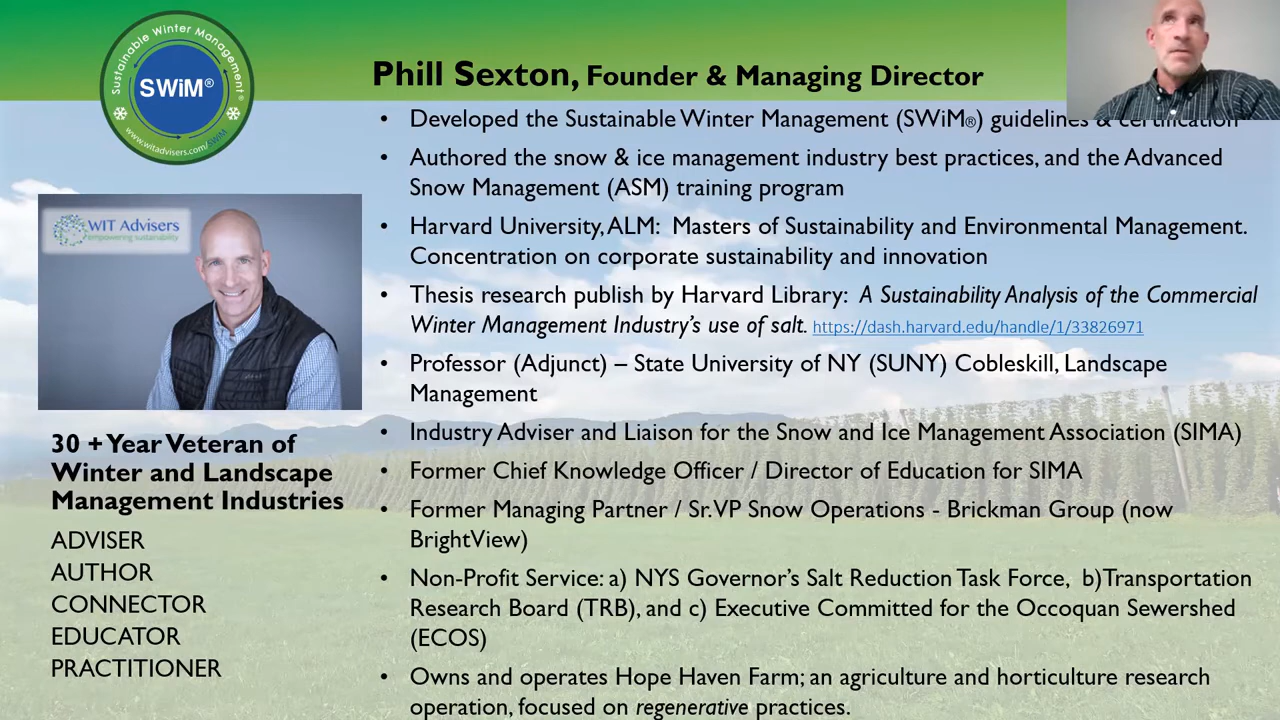 Sustainable Winter Management®
SWiM®
www.witadvisers.com/SWiM
Phill Sexton, Founder & Managing Director
• Developed the Sustainable Winter Management (SWiM®) guidelines & certification
• Authored the snow & ice management industry best practices, and the Advanced
Snow Management (ASM) training program
• Harvard University, ALM: Masters of Sustainability and Environmental Management.
Concentration on corporate sustainability and innovation
• Thesis research publish by Harvard Library: A Sustainability Analysis of the Commercial
Winter Management Industry's use of salt. https://dash.harvard.edu/handle/1/33826971
• Professor (Adjunct) – State University of NY (SUNY) Cobleskill, Landscape
Management
• Industry Adviser and Liaison for the Snow and Ice Management Association (SIMA)
• Former Chief Knowledge Officer / Director of Education for SIMA
• Former Managing Partner / Sr. VP Snow Operations - Brickman Group (now
BrightView)
• Non-Profit Service: a) NYS Governor's Salt Reduction Task Force, b)Transportation
Research Board (TRB), and c) Executive Committed for the Occoquan Sewershed
(ECOS)
• Owns and operates Hope Haven Farm; an agriculture and horticulture research
operation, focused on regenerative practices.
WIT Advisers
empowering sustainability
30 + Year Veteran of
Winter and Landscape
Management Industries
ADVISER
AUTHOR
CONNECTOR
EDUCATOR
PRACTITIONER